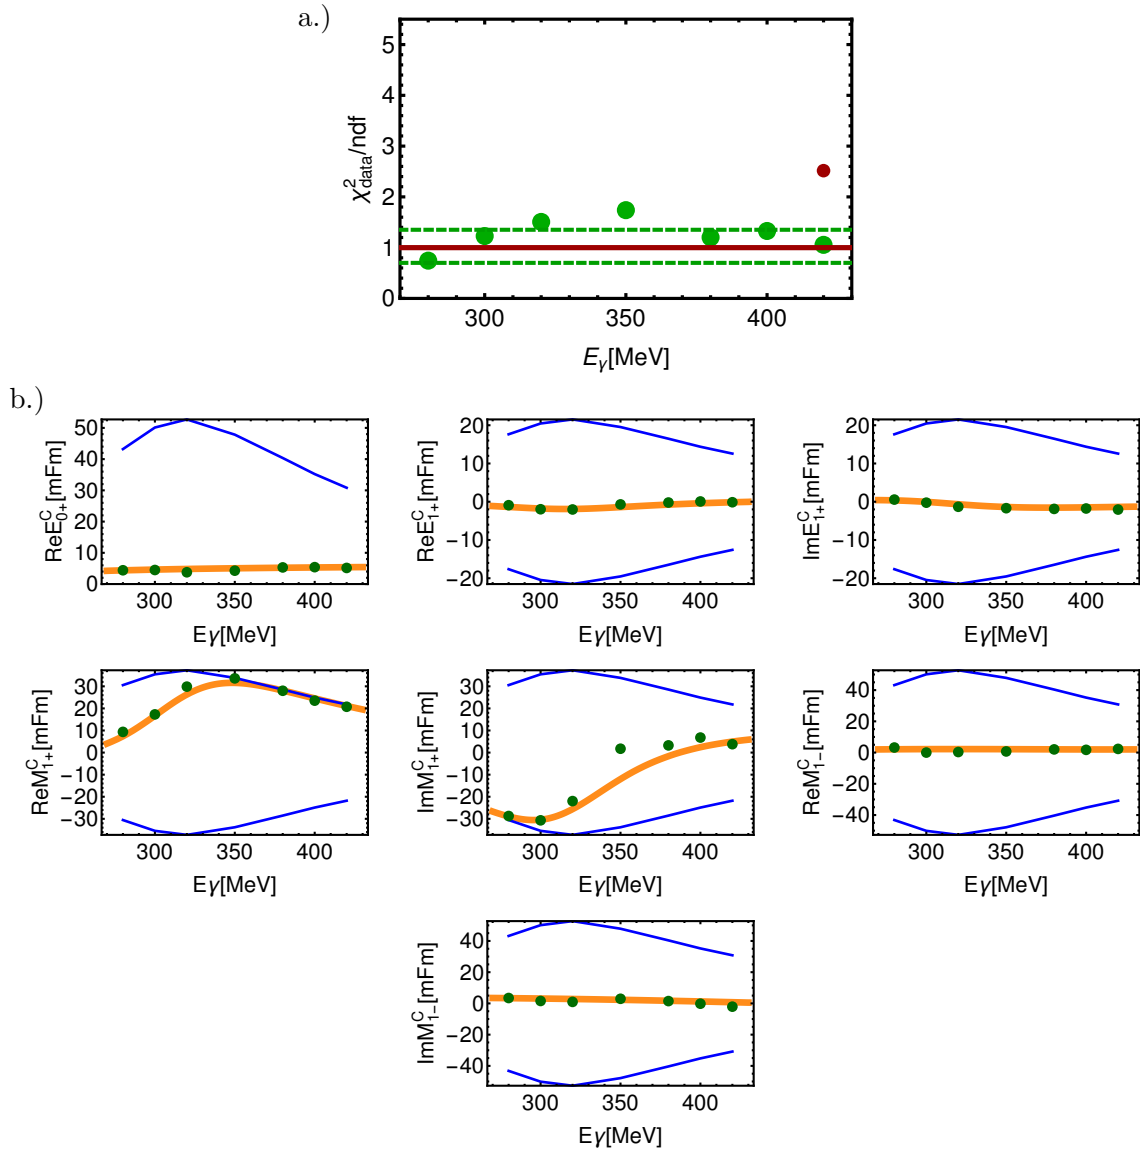 a.)
5
4
3
2
1
0
χ²data/ndf
300 350 400
Eγ[MeV]
b.)
50
40
30
20
10
0
ReE0+^C[mFm]
300 350 400
Eγ[MeV]
20
10
0
−10
−20
ReE1+^C[mFm]
300 350 400
Eγ[MeV]
20
10
0
−10
−20
ImE1+^C[mFm]
300 350 400
Eγ[MeV]
30
20
10
0
−10
−20
−30
ReM1+^C[mFm]
300 350 400
Eγ[MeV]
30
20
10
0
−10
−20
−30
ImM1+^C[mFm]
300 350 400
Eγ[MeV]
40
20
0
−20
−40
ReM1−^C[mFm]
300 350 400
Eγ[MeV]
40
20
0
−20
−40
ImM1−^C[mFm]
300 350 400
Eγ[MeV]